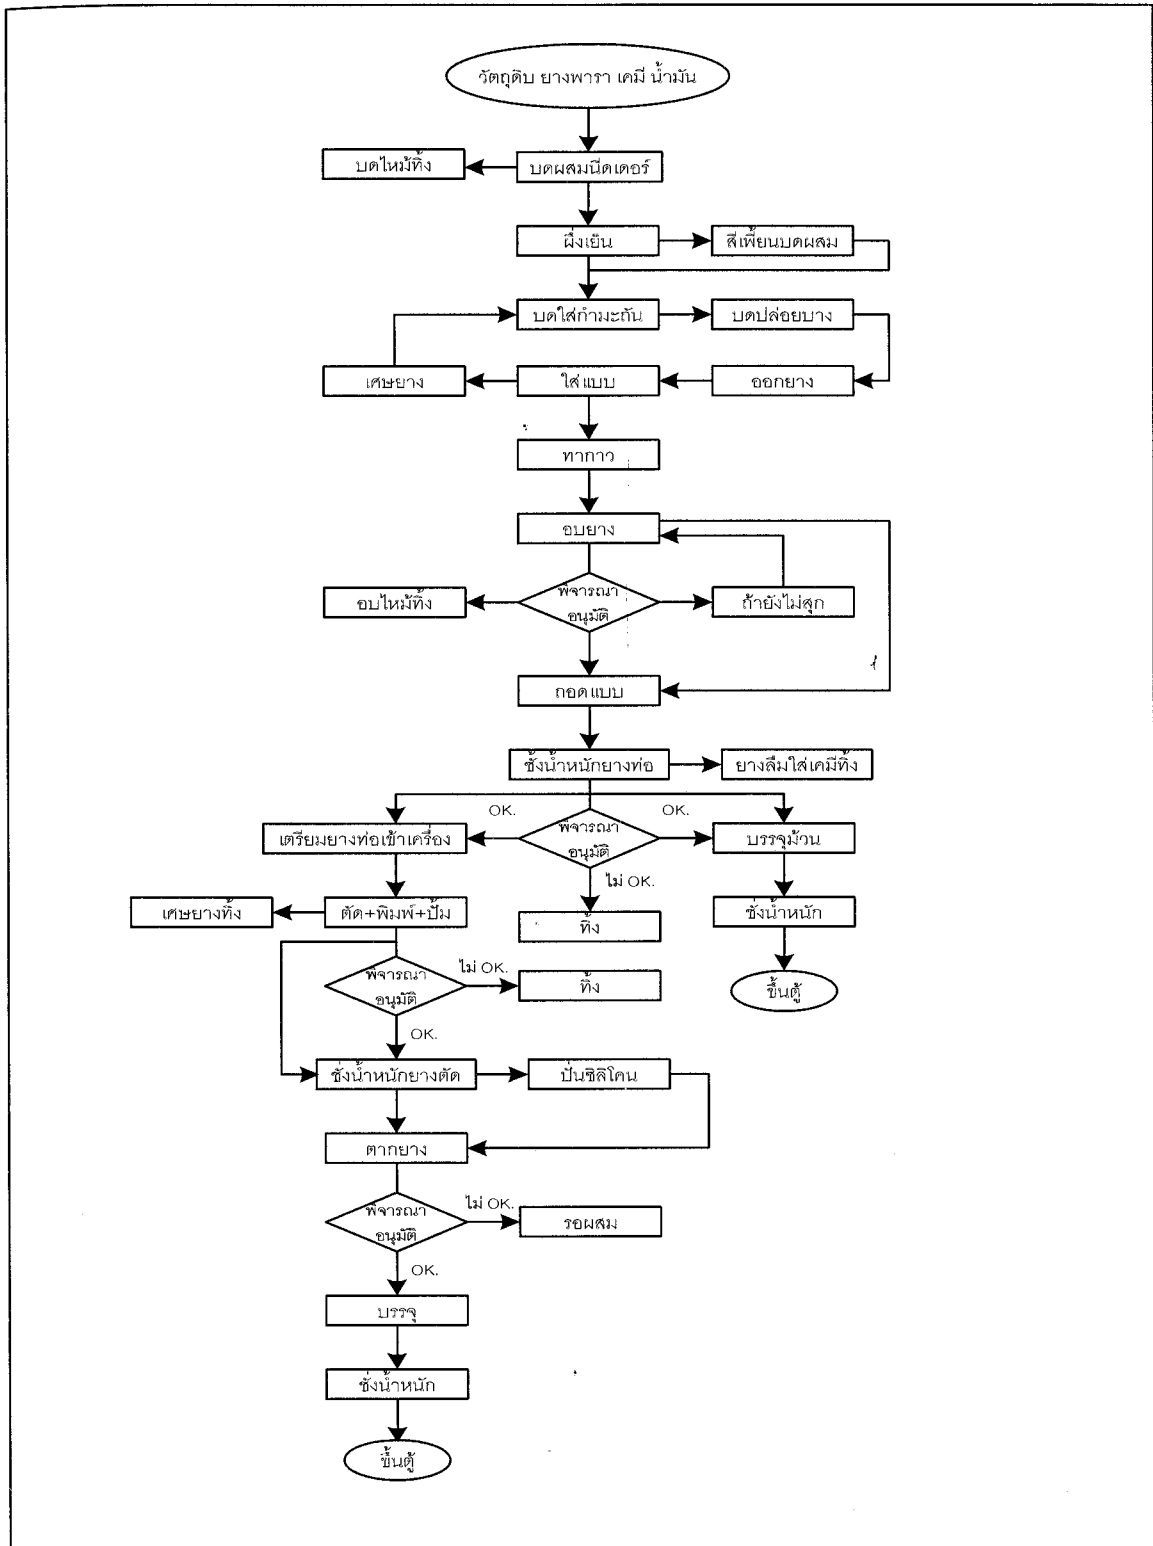 วัตถุดิบ ยางพารา เคมี น้ำมัน
บดไหม้ทิ้ง
บดผสมนีดเดอร์
ผึ่งเย็น
สีเพี้ยนบดผสม
บดใส่กำมะถัน
บดปล่อยบาง
เศษยาง
ใส่แบบ
ออกยาง
ทากาว
อบยาง
อบไหม้ทิ้ง
พิจารณา
อนุมัติ
ถ้ายังไม่สุก
ถอดแบบ
ชั่งน้ำหนักยางท่อ
ยางลืมใส่เคมีทิ้ง
OK.
OK.
เตรียมยางท่อเข้าเครื่อง
พิจารณา
อนุมัติ
บรรจุม้วน
ไม่ OK.
เศษยางทิ้ง
ตัด+พิมพ์+ปั๊ม
ทิ้ง
ชั่งน้ำหนัก
ไม่ OK.
พิจารณา
อนุมัติ
ทิ้ง
ขึ้นตู้
OK.
ชั่งน้ำหนักยางตัด
ปั่นซิลิโคน
ตากยาง
ไม่ OK.
พิจารณา
อนุมัติ
รอผสม
OK.
บรรจุ
ชั่งน้ำหนัก
ขึ้นตู้